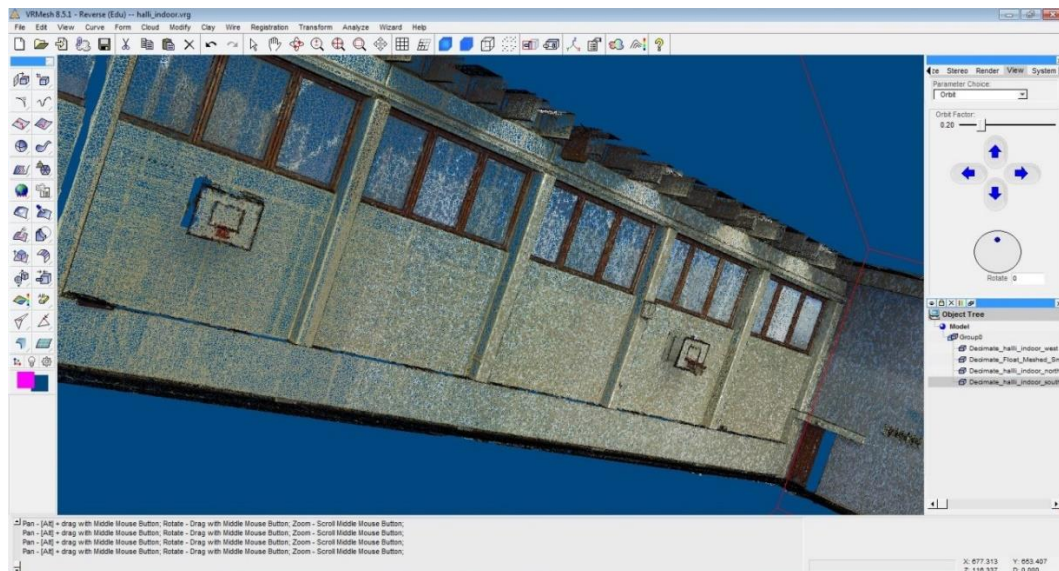 VRMesh 8.5.1 - Reverse (Edu) -- halli_indoor.vrg
File Edit View Curve Form Cloud Modify Clay Wire Registration Transform Analyze Wizard Help
Stereo Render View System
Parameter Choice:
Orbit
Orbit Factor:
0.20
Rotate 0
Object Tree
Model
Group0
Decimate_halli_indoor_west
Decimate_Float_Meshed_Sm
Decimate_halli_indoor_north
Decimate_halli_indoor_south
Pan - [Alt] + drag with Middle Mouse Button; Rotate - Drag with Middle Mouse Button; Zoom - Scroll Middle Mouse Button;
Pan - [Alt] + drag with Middle Mouse Button; Rotate - Drag with Middle Mouse Button; Zoom - Scroll Middle Mouse Button;
Pan - [Alt] + drag with Middle Mouse Button; Rotate - Drag with Middle Mouse Button; Zoom - Scroll Middle Mouse Button;
Pan - [Alt] + drag with Middle Mouse Button; Rotate - Drag with Middle Mouse Button; Zoom - Scroll Middle Mouse Button;
X: 677.313 Y: 653.407